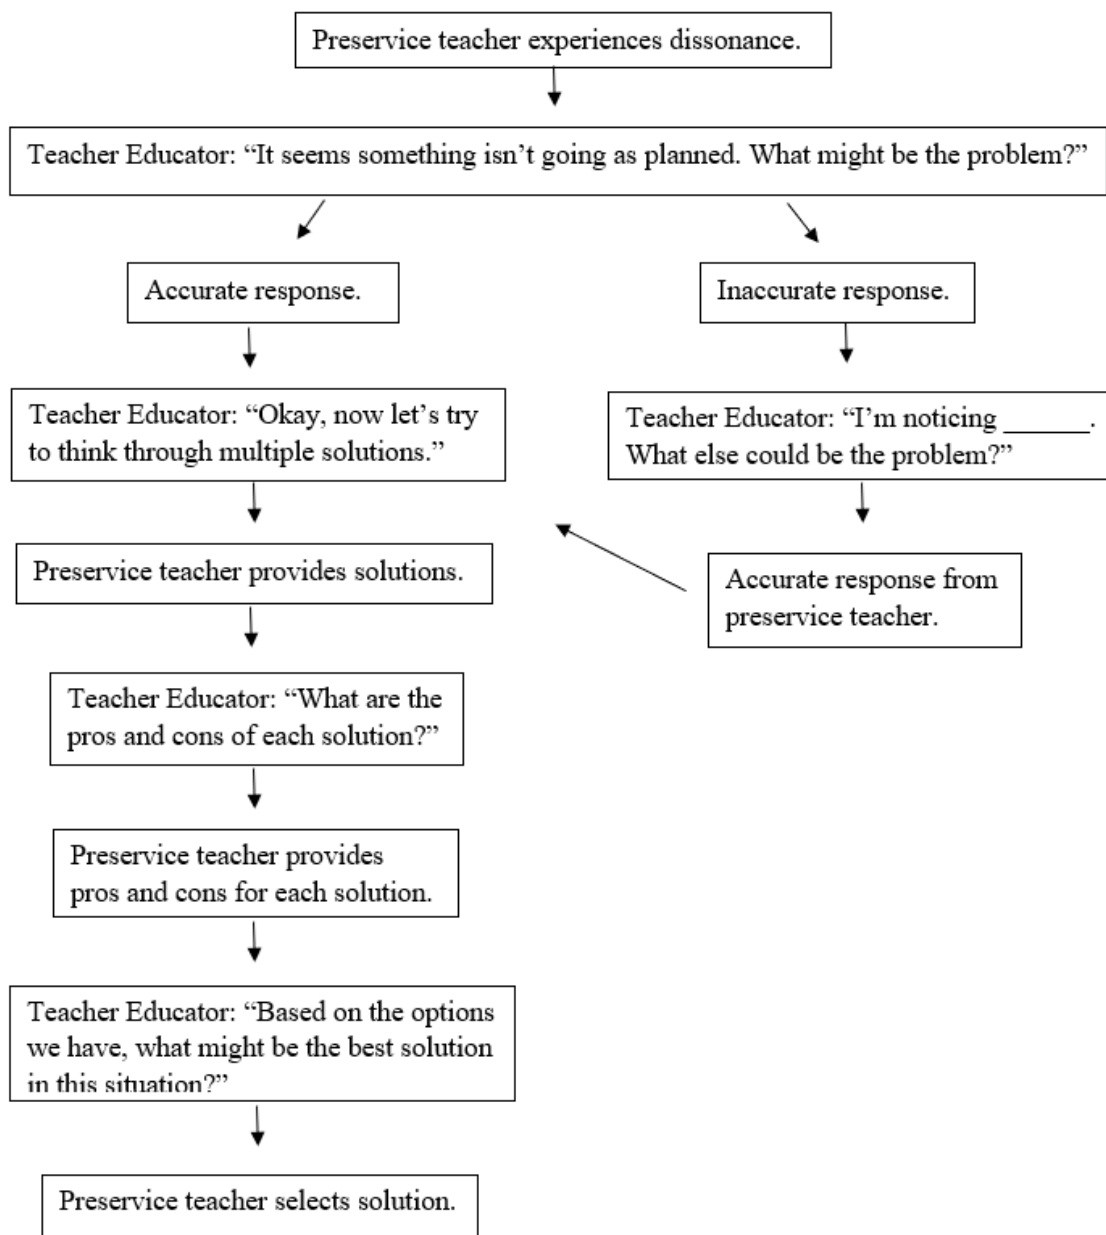 Preservice teacher experiences dissonance.
Teacher Educator: “It seems something isn’t going as planned. What might be the problem?”
Accurate response.
Inaccurate response.
Teacher Educator: “Okay, now let’s try
to think through multiple solutions.”
Teacher Educator: “I’m noticing ______.
What else could be the problem?”
Preservice teacher provides solutions.
Accurate response from
preservice teacher.
Teacher Educator: “What are the
pros and cons of each solution?”
Preservice teacher provides
pros and cons for each solution.
Teacher Educator: “Based on the options
we have, what might be the best solution
in this situation?”
Preservice teacher selects solution.